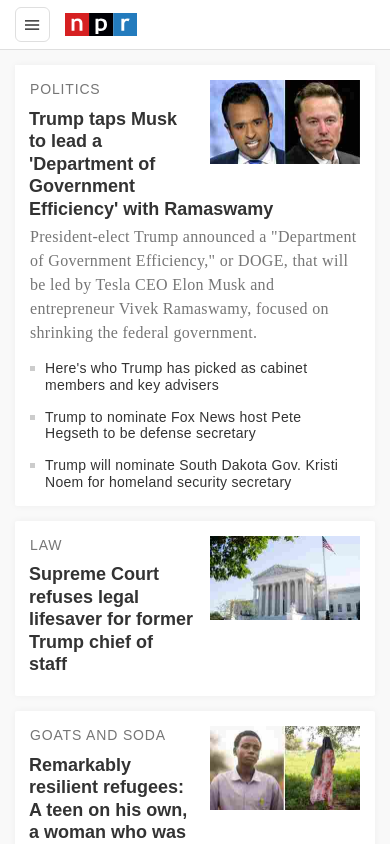 npr
POLITICS
Trump taps Musk
to lead a
'Department of
Government
Efficiency' with Ramaswamy
President-elect Trump announced a "Department
of Government Efficiency," or DOGE, that will
be led by Tesla CEO Elon Musk and
entrepreneur Vivek Ramaswamy, focused on
shrinking the federal government.
Here's who Trump has picked as cabinet
members and key advisers
Trump to nominate Fox News host Pete
Hegseth to be defense secretary
Trump will nominate South Dakota Gov. Kristi
Noem for homeland security secretary
LAW
Supreme Court
refuses legal
lifesaver for former
Trump chief of
staff
GOATS AND SODA
Remarkably
resilient refugees:
A teen on his own,
a woman who was